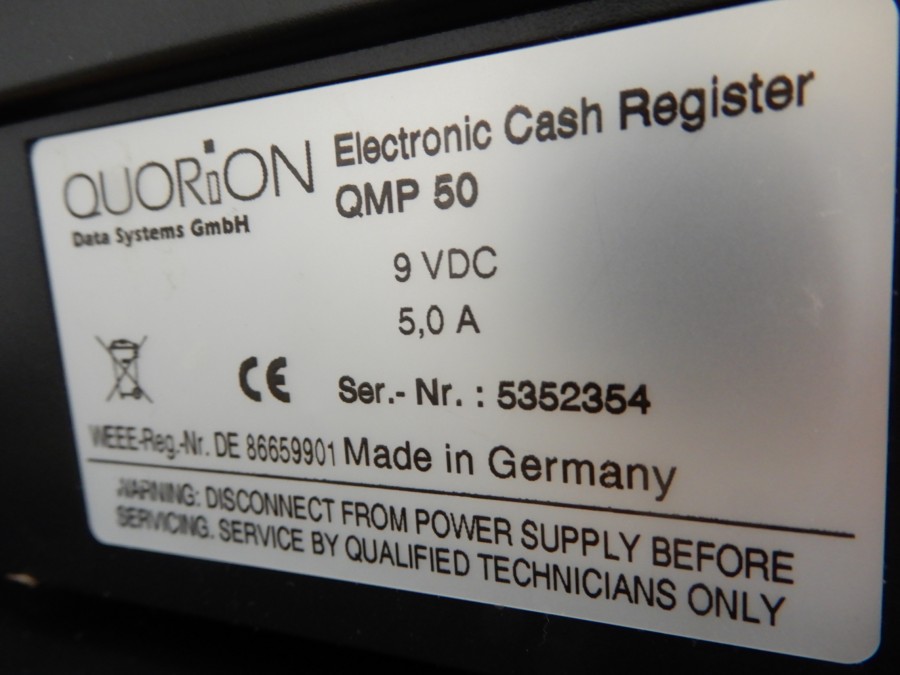 QUORiON
Data Systems GmbH
Electronic Cash Register
QMP 50
9 VDC
5,0 A
CE
Ser.- Nr. : 5352354
WEEE-Reg.-Nr. DE 86659901 Made in Germany
WARNING: DISCONNECT FROM POWER SUPPLY BEFORE
SERVICING. SERVICE BY QUALIFIED TECHNICIANS ONLY